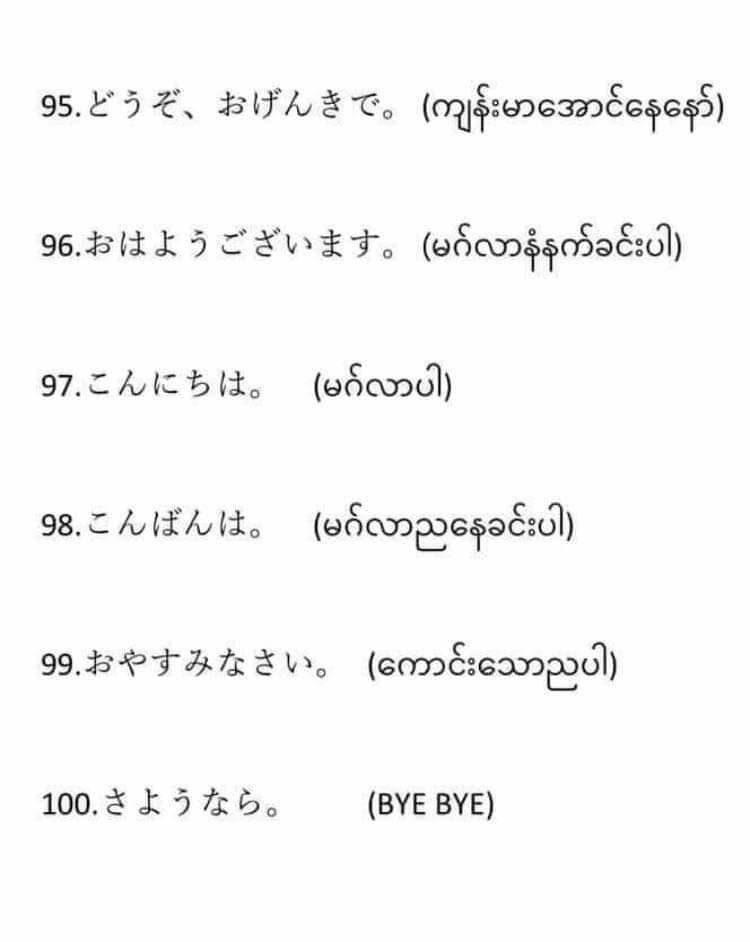 95.どうぞ、おげんきで。 (ကျန်းမာအောင်နေနော်)
96.おはようございます。 (မင်္ဂလာနံနက်ခင်းပါ)
97.こんにちは。 (မင်္ဂလာပါ)
98.こんばんは。 (မင်္ဂလာညနေခင်းပါ)
99.おやすみなさい。 (ကောင်းသောညပါ)
100.さようなら。 (BYE BYE)